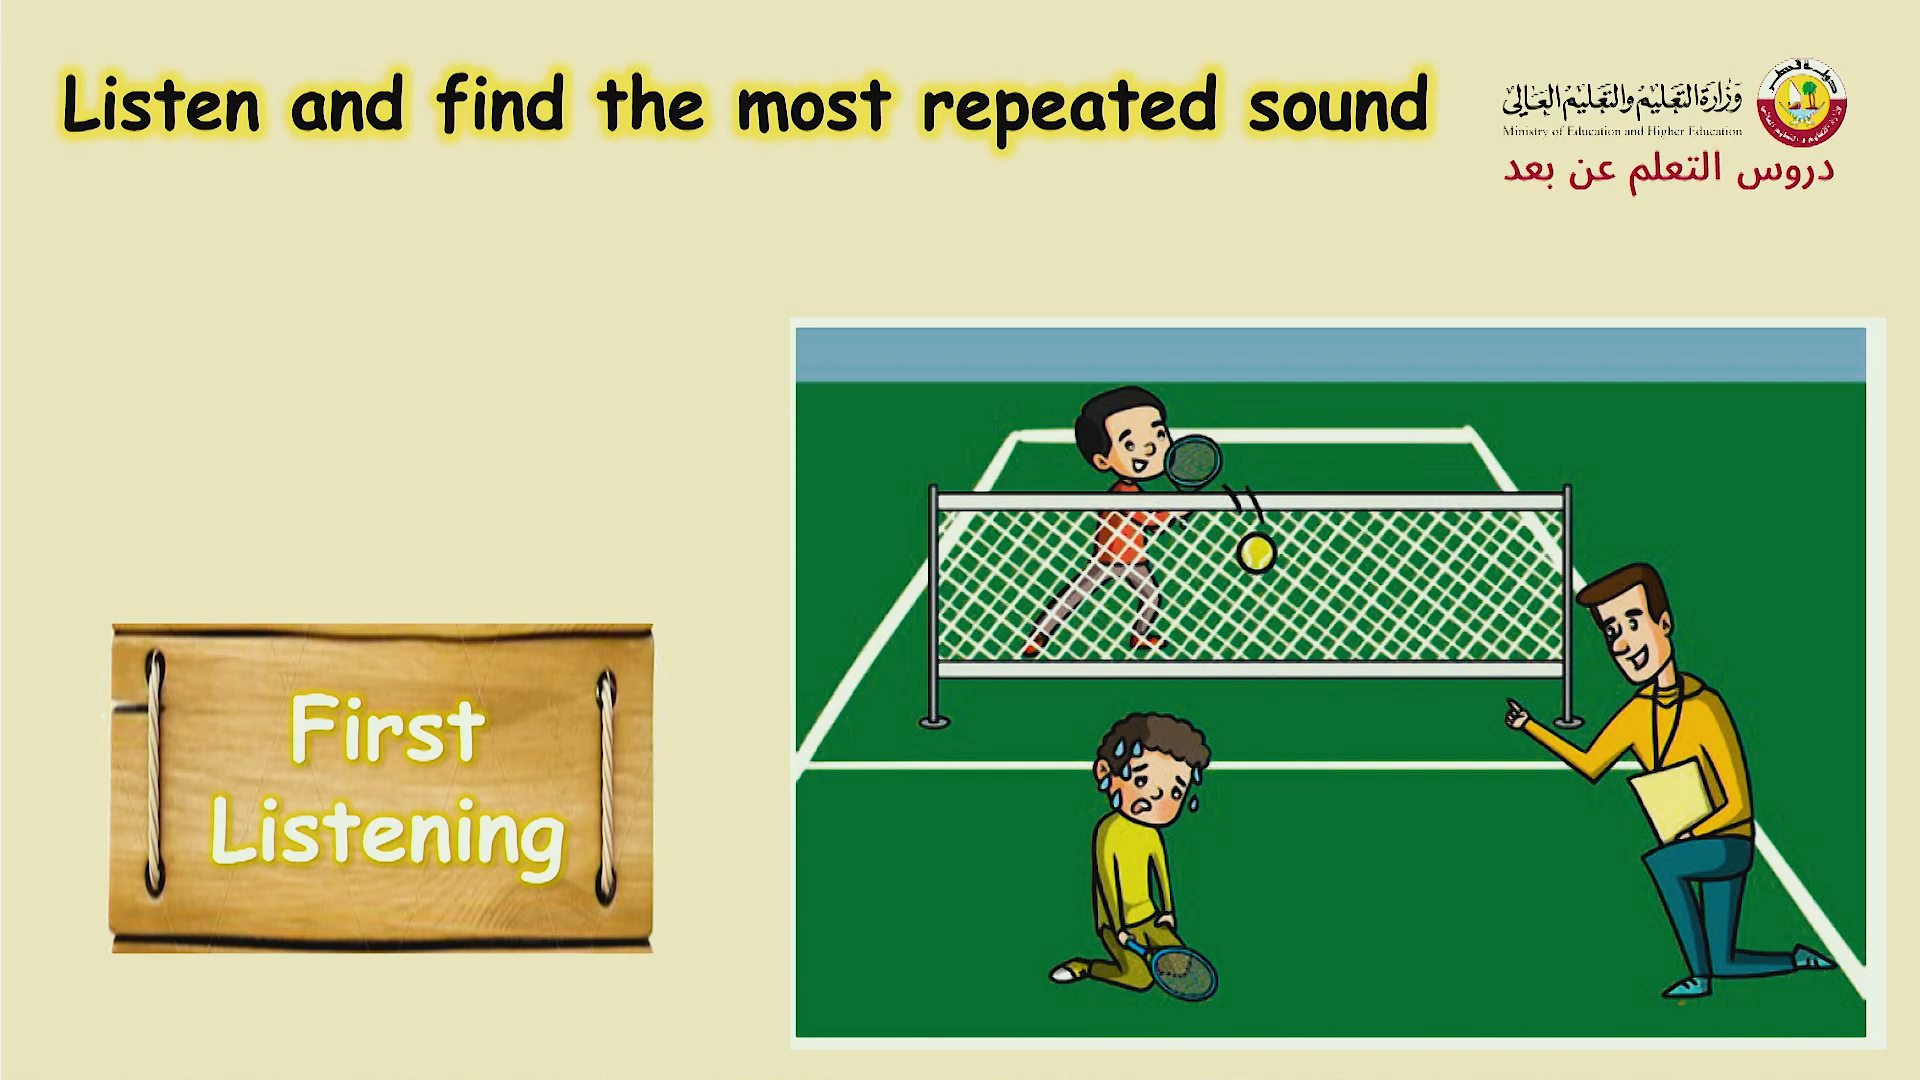 Listen and find the most repeated sound
وزارة التعليم والتعليم العالي
Ministry of Education and Higher Education
دروس التعلم عن بعد
First
Listening